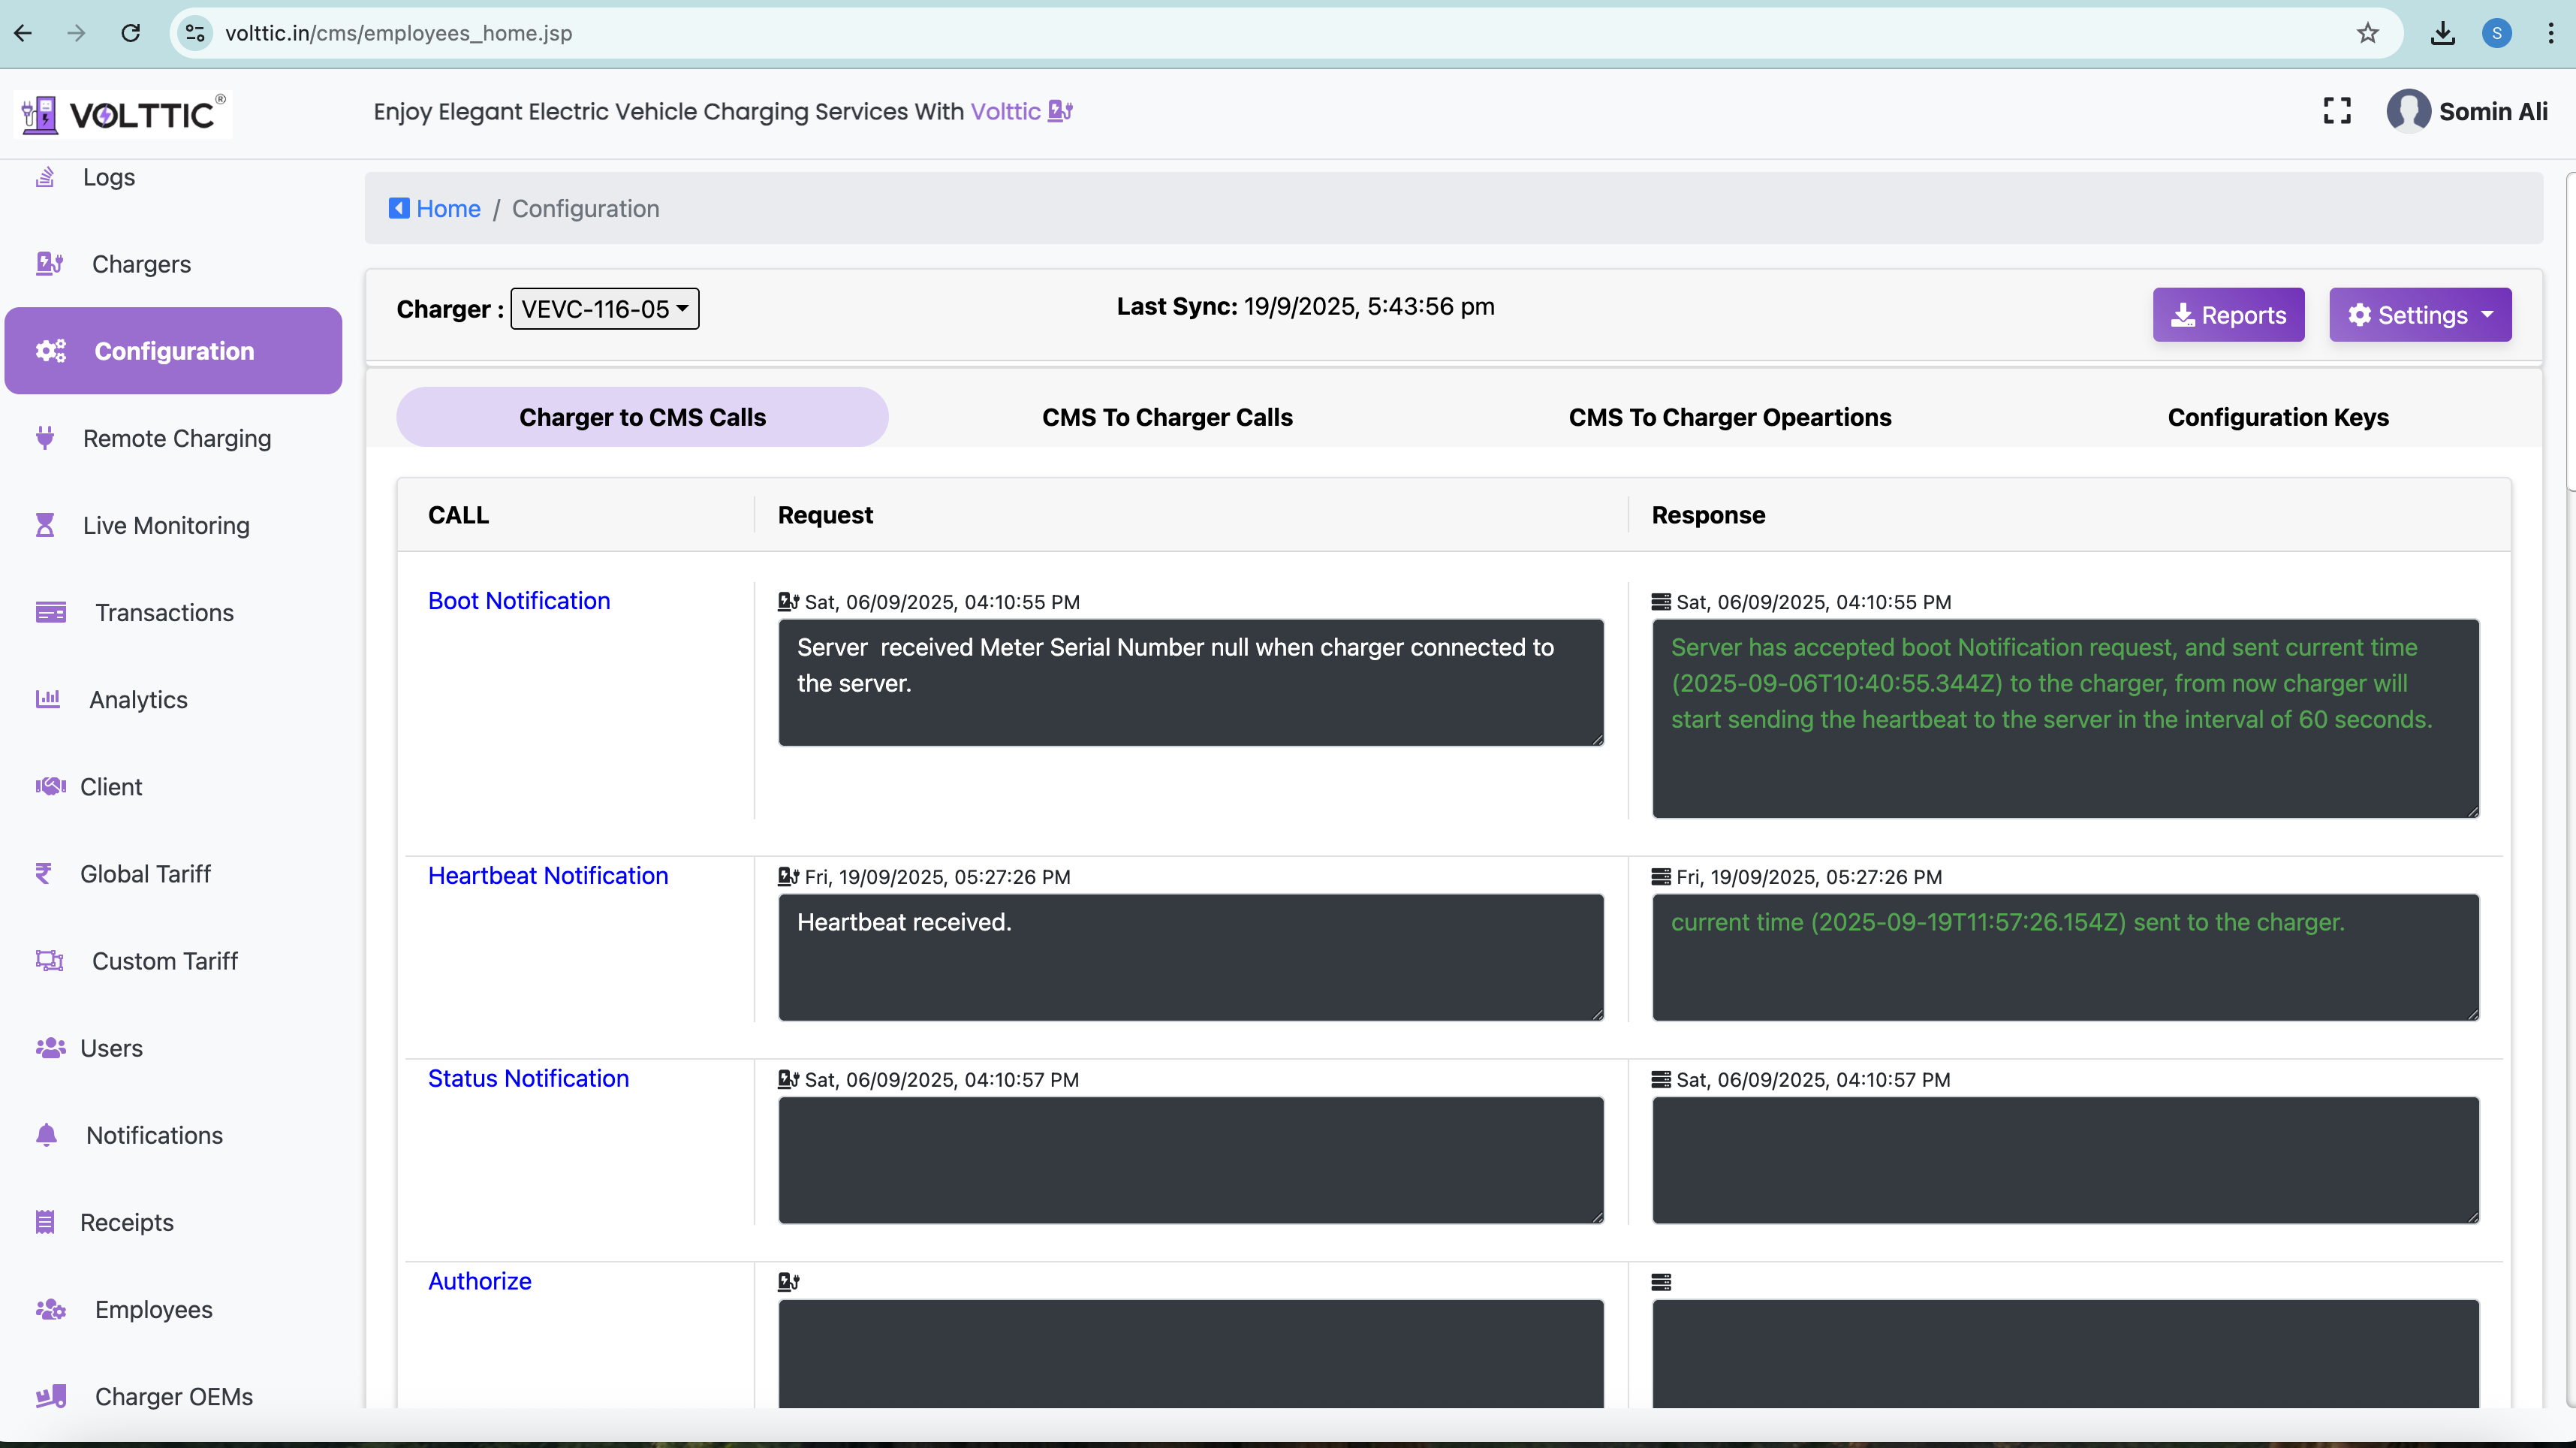 volttic.in/cms/employees_home.jsp
S
VOLTTIC®
Enjoy Elegant Electric Vehicle Charging Services With Volttic
Somin Ali
Logs
Chargers
Configuration
Remote Charging
Live Monitoring
Transactions
Analytics
Client
Global Tariff
Custom Tariff
Users
Notifications
Receipts
Employees
Charger OEMs
Home / Configuration
Charger : VEVC-116-05
Last Sync: 19/9/2025, 5:43:56 pm
Reports
Settings
Charger to CMS Calls
CMS To Charger Calls
CMS To Charger Opeartions
Configuration Keys
CALL
Request
Response
Boot Notification
Sat, 06/09/2025, 04:10:55 PM
Server  received Meter Serial Number null when charger connected to
the server.
Sat, 06/09/2025, 04:10:55 PM
Server has accepted boot Notification request, and sent current time
(2025-09-06T10:40:55.344Z) to the charger, from now charger will
start sending the heartbeat to the server in the interval of 60 seconds.
Heartbeat Notification
Fri, 19/09/2025, 05:27:26 PM
Heartbeat received.
Fri, 19/09/2025, 05:27:26 PM
current time (2025-09-19T11:57:26.154Z) sent to the charger.
Status Notification
Sat, 06/09/2025, 04:10:57 PM
Sat, 06/09/2025, 04:10:57 PM
Authorize